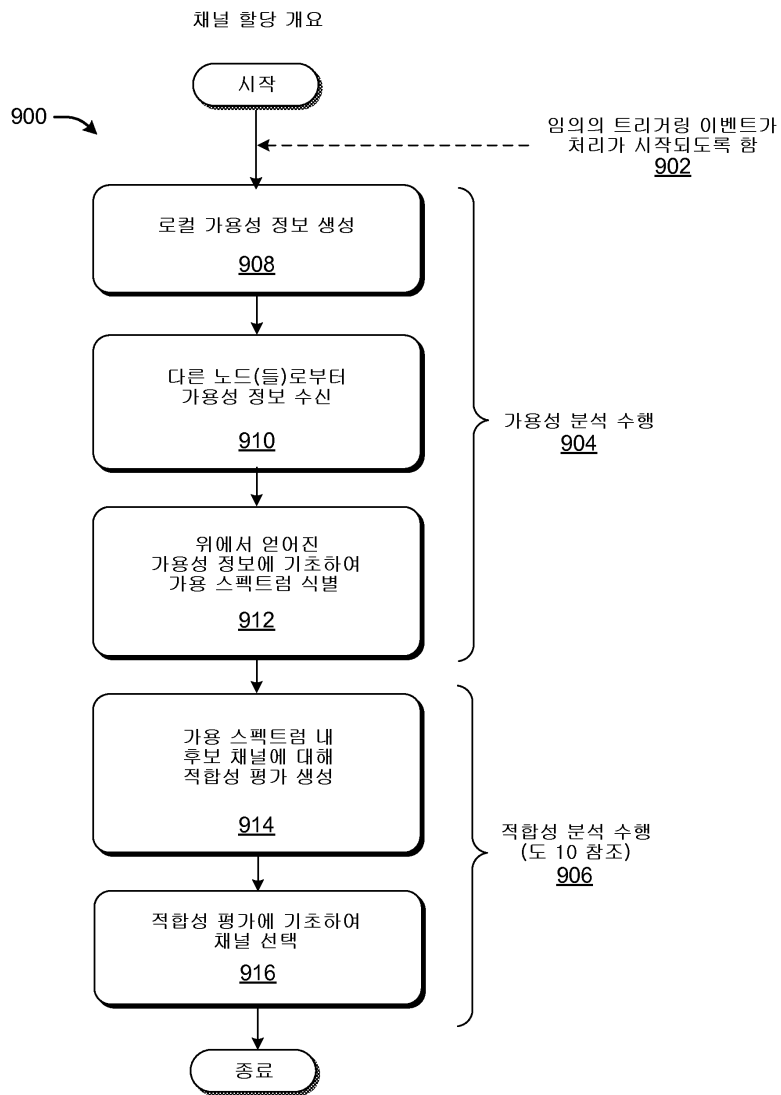 채널 할당 개요
시작
900
임의의 트리거링 이벤트가
처리가 시작되도록 함
902
로컬 가용성 정보 생성
908
다른 노드(들)로부터
가용성 정보 수신
910
위에서 얻어진
가용성 정보에 기초하여
가용 스펙트럼 식별
912
가용성 분석 수행
904
가용 스펙트럼 내
후보 채널에 대해
적합성 평가 생성
914
적합성 평가에 기초하여
채널 선택
916
적합성 분석 수행
(도 10 참조)
906
종료